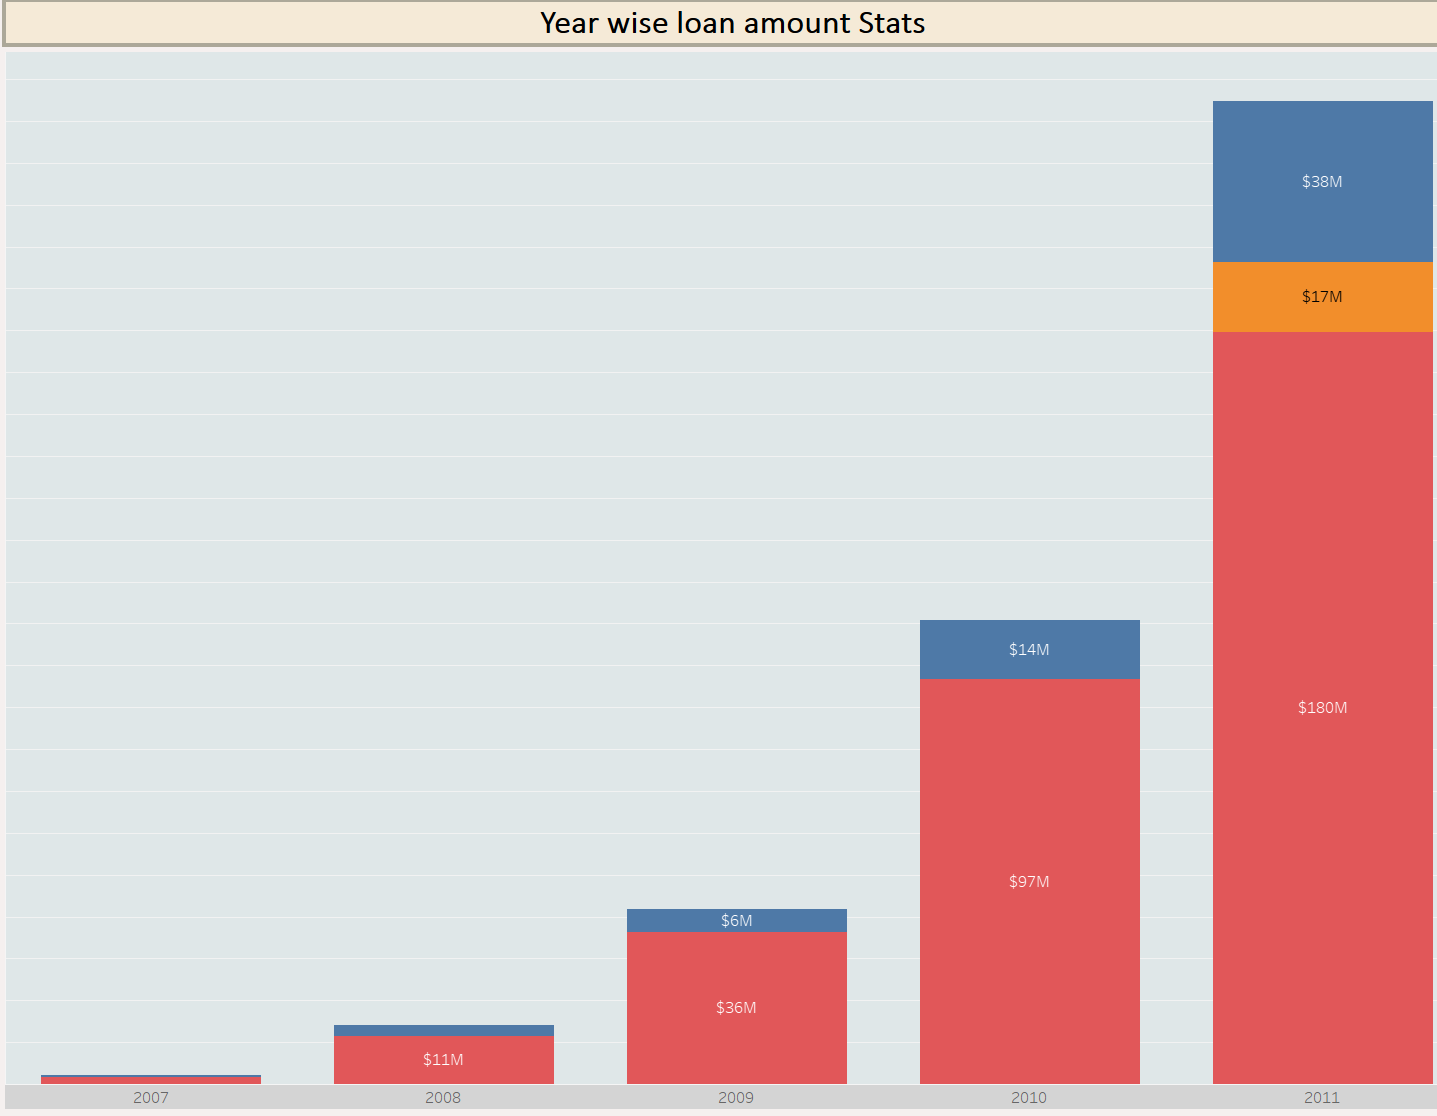 Year wise loan amount Stats
$38M
$17M
$14M
$180M
$97M
$6M
$36M
$11M
2007 2008 2009 2010 2011